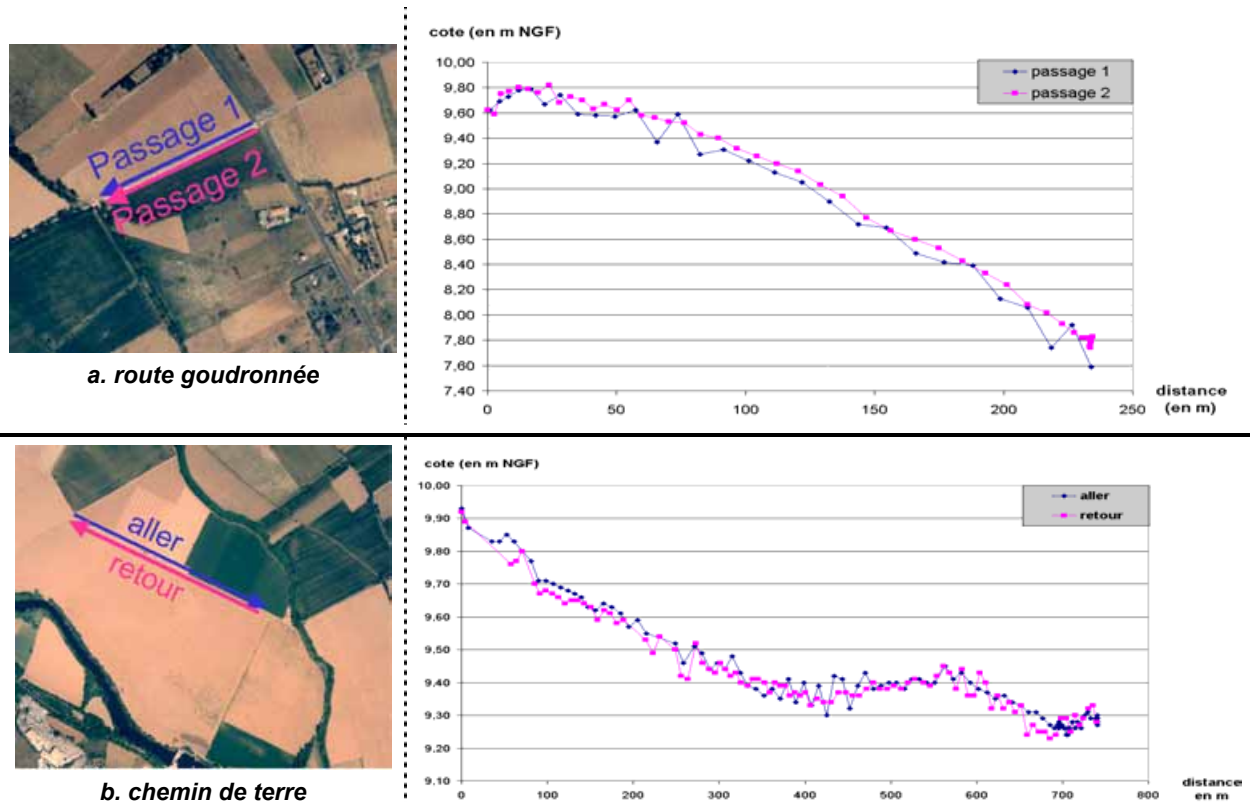 cote (en m NGF)
10,00
9,80
9,60
9,40
9,20
9,00
8,80
8,60
8,40
8,20
8,00
7,80
7,60
7,40
0
50
100
150
200
250
distance
(en m)
passage 1
passage 2
Passage 1
Passage 2
a. route goudronnée
cote (en m NGF)
10,00
9,90
9.80
9.70
9.60
9.50
9.40
9.30
9.20
9.10
0
100
200
300
400
500
600
700
800
distance
en m
aller
retour
aller
retour
b. chemin de terre